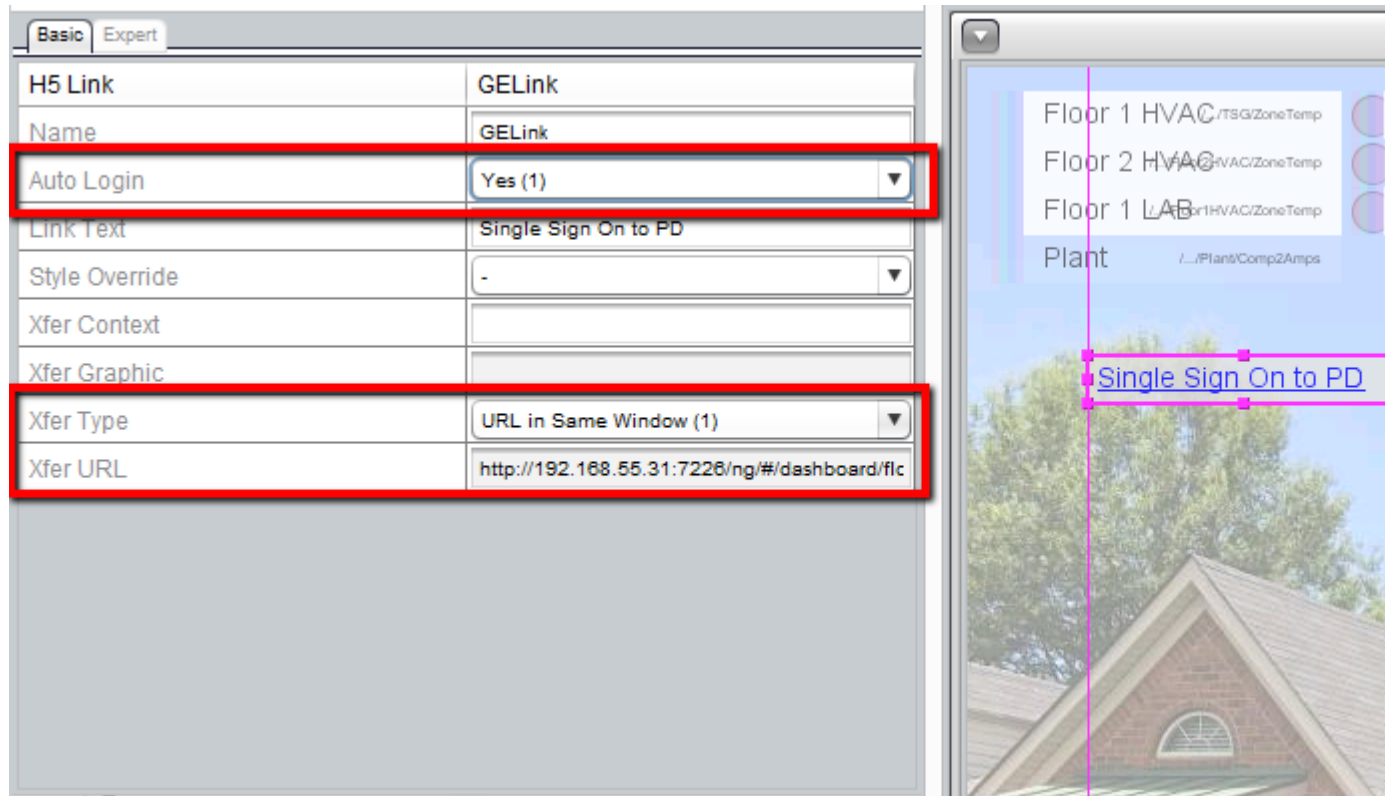 Basic Expert
H5 Link GELink
Name GELink
Auto Login Yes (1)
Link Text Single Sign On to PD
Style Override -
Xfer Context
Xfer Graphic
Xfer Type URL in Same Window (1)
Xfer URL http://192.168.55.31:7226/ng/#/dashboard/flc
Floor 1 HVAC /TSG/ZoneTemp
Floor 2 HVAC HVAC/ZoneTemp
Floor 1 LAB Floor1HVAC/ZoneTemp
Plant /.../Plant/Comp2Amps
Single Sign On to PD